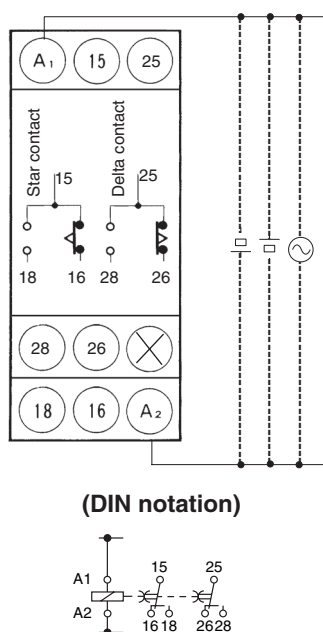 A1 15 25
Star contact
Delta contact
15 25
18 16 28 26
28 26
18 16 A2
(DIN notation)
15 25
A1
A2
16 18 26 28